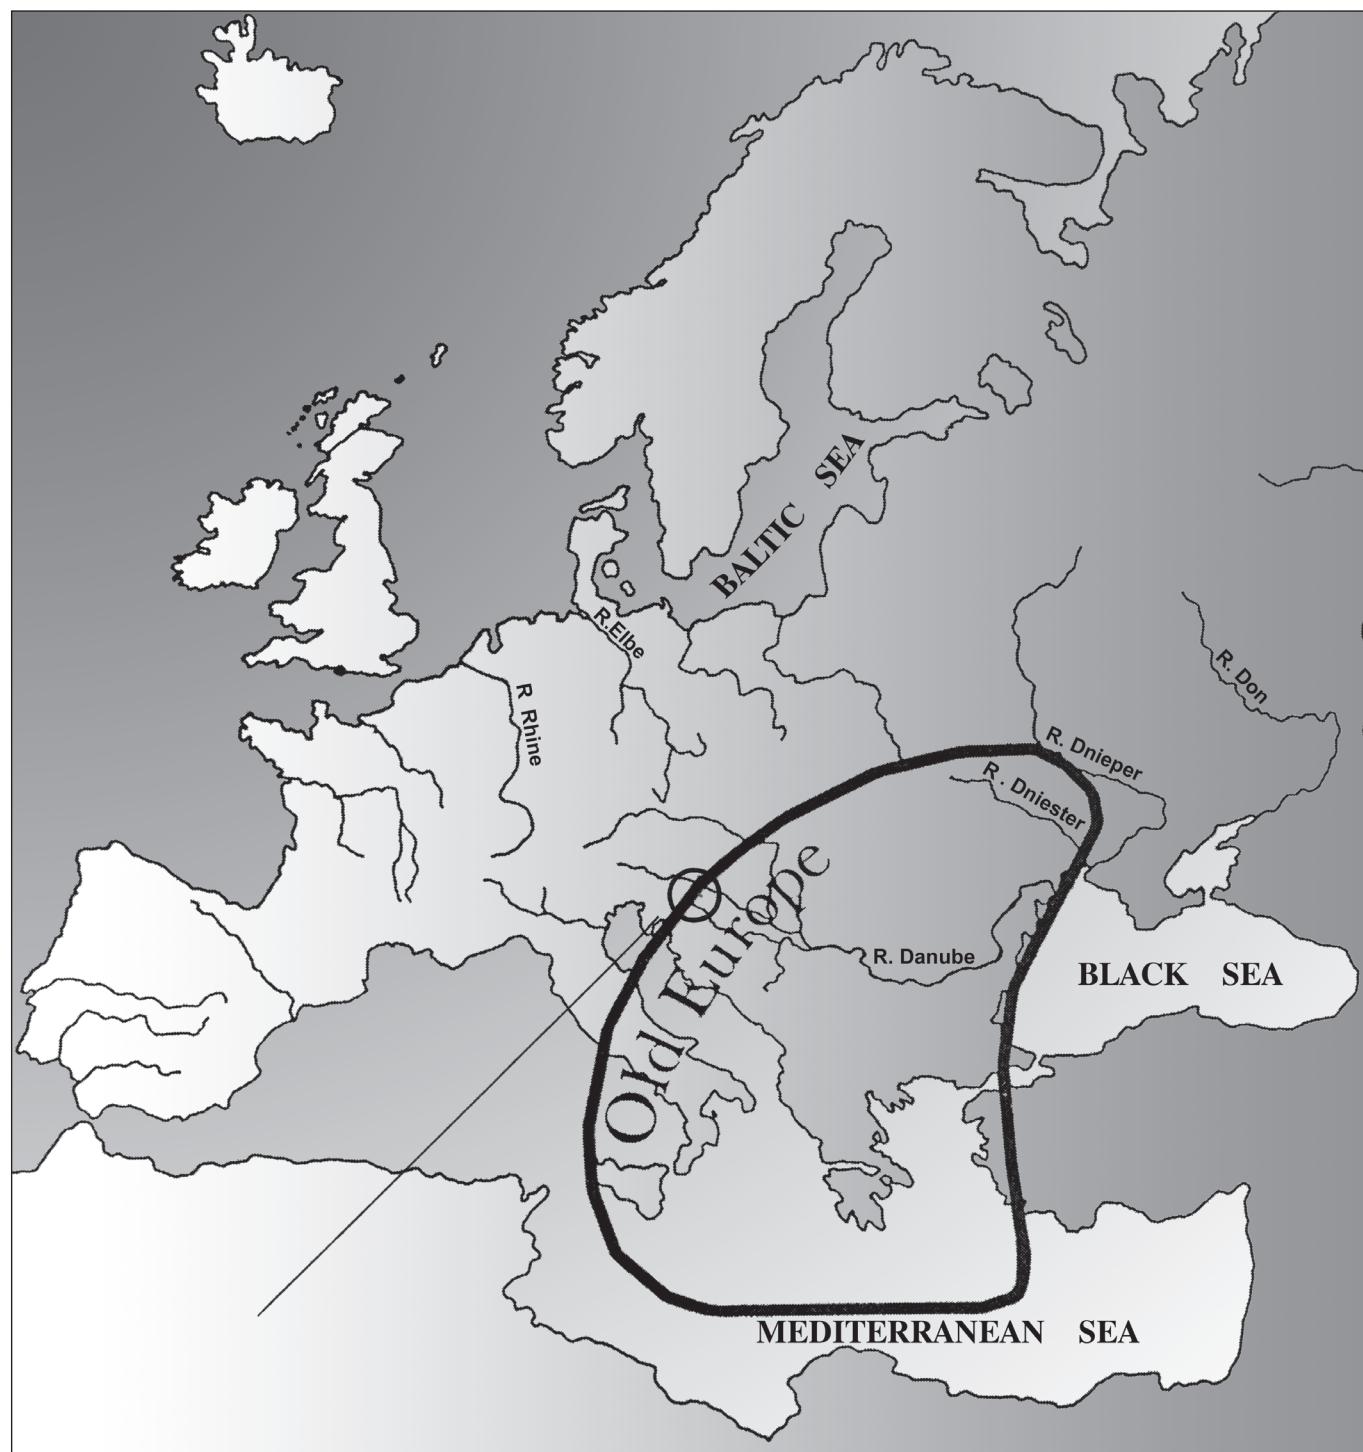 BALTIC SEA
R.Elbe
R Rhine
R. Don
R. Dnieper
R. Dniester
Old Europe
R. Danube
BLACK SEA
MEDITERRANEAN SEA